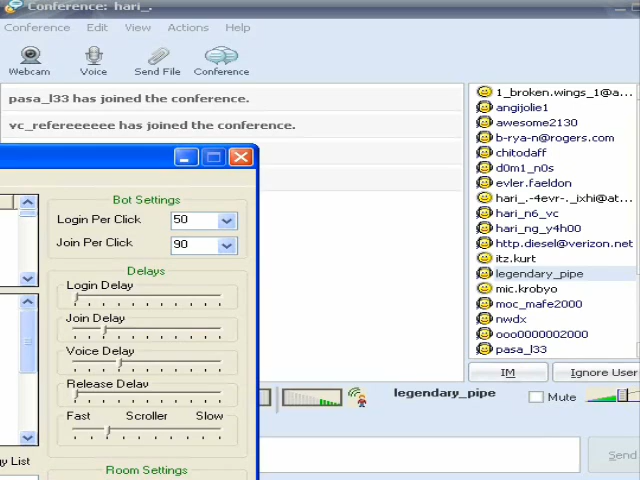 Conference: hari_.
Conference Edit View Actions Help
Webcam Voice Send File Conference
pasa_l33 has joined the conference.
vc_refereeeeee has joined the conference.
Bot Settings
Login Per Click 50
Join Per Click 90
Delays
Login Delay
Join Delay
Voice Delay
Release Delay
Fast Scroller Slow
Room Settings
gy List
1_broken.wings_1@a...
angijolie1
awesome2130
b-rya-n@rogers.com
chitodaff
d0m1_n0s
evler.faeldon
hari_.-4evr-._ixhi@at...
hari_n6_vc
hari_ng_y4h00
http.diesel@verizon.net
itz.kurt
legendary_pipe
mic.krobyo
moc_mafe2000
nwdx
ooo0000002000
pasa_l33
IM Ignore User
legendary_pipe Mute
Send